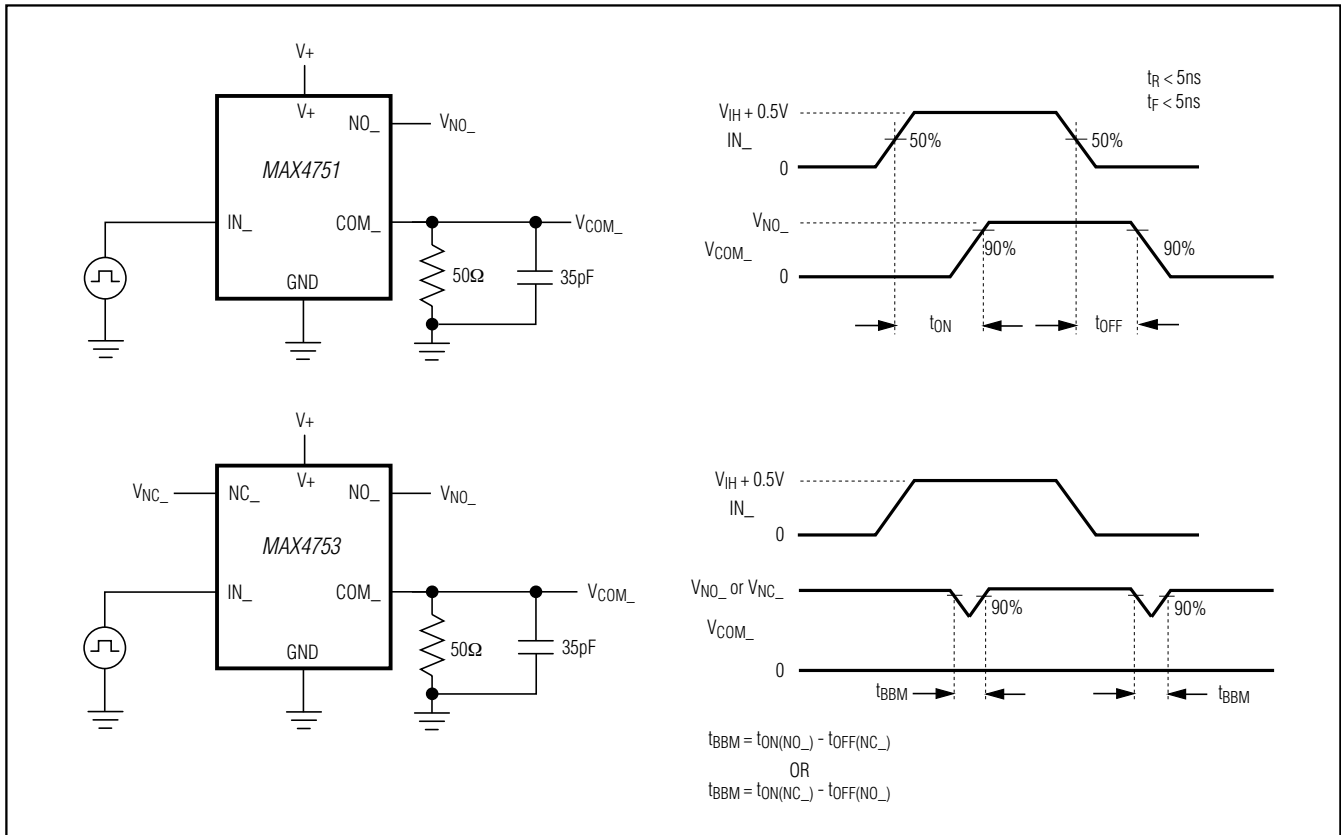 V+
V+
NO_
V_NO_
MAX4751
IN_
COM_
V_COM_
50Ω
35pF
GND
t_R < 5ns
t_F < 5ns
V_IH + 0.5V
IN_
50%
50%
0
V_NO_
V_COM_
90%
90%
0
t_ON
t_OFF
V+
V_NC_
NC_
V+
NO_
V_NO_
MAX4753
IN_
COM_
V_COM_
50Ω
35pF
GND
V_IH + 0.5V
IN_
0
V_NO_ or V_NC_
90%
90%
V_COM_
0
t_BBM
t_BBM
t_BBM = t_ON(NO_) - t_OFF(NC_)
OR
t_BBM = t_ON(NC_) - t_OFF(NO_)